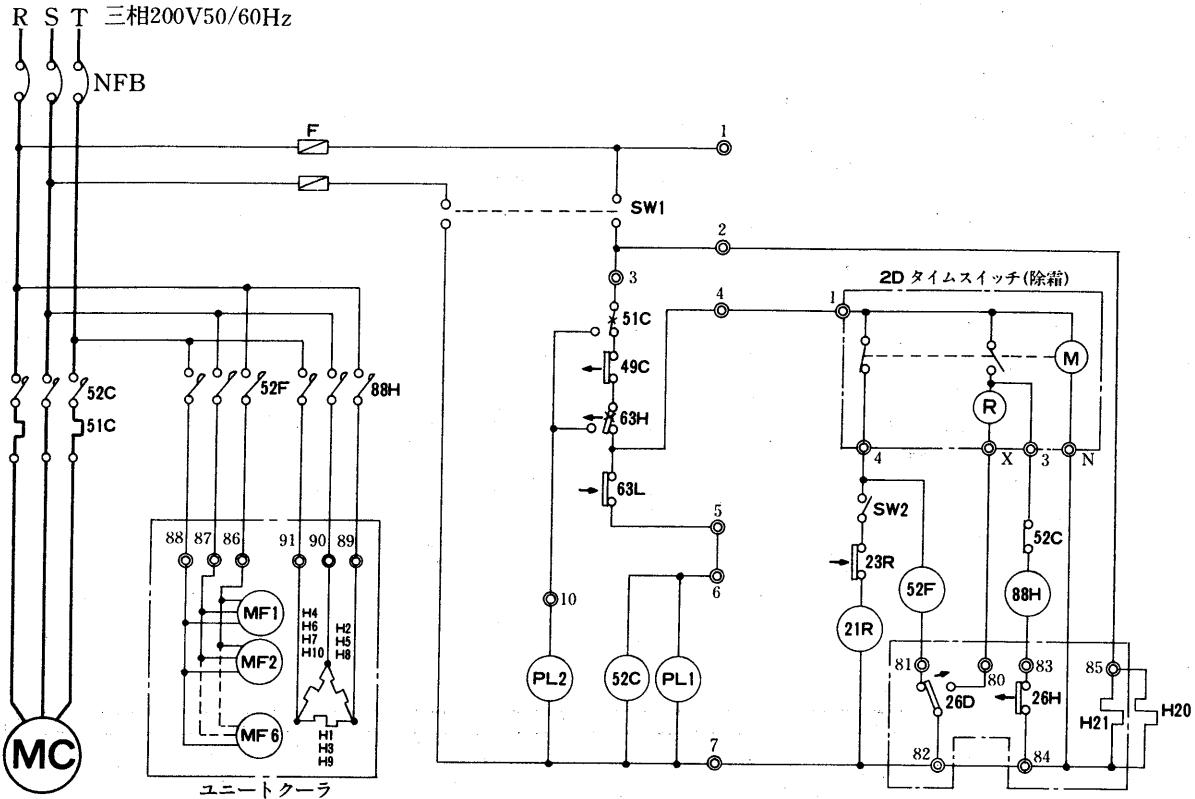 R S T 三相200V50/60Hz
NFB
F
1
SW1
2
3
2Dタイムスイッチ(除霜)
4
1
51C
49C
M
52F
88H
52C
63H
R
51C
4
X
3
N
63L
5
SW2
52C
88
87
86
91
90
89
23R
6
52F
88H
10
MF1
H4
H6
H7
H10
H2
H5
H8
21R
MF2
81
80
83
85
PL2
52C
PL1
26D
26H
H21
H20
MF6
H1
H3
H9
MC
7
82
84
ユニートクーラ